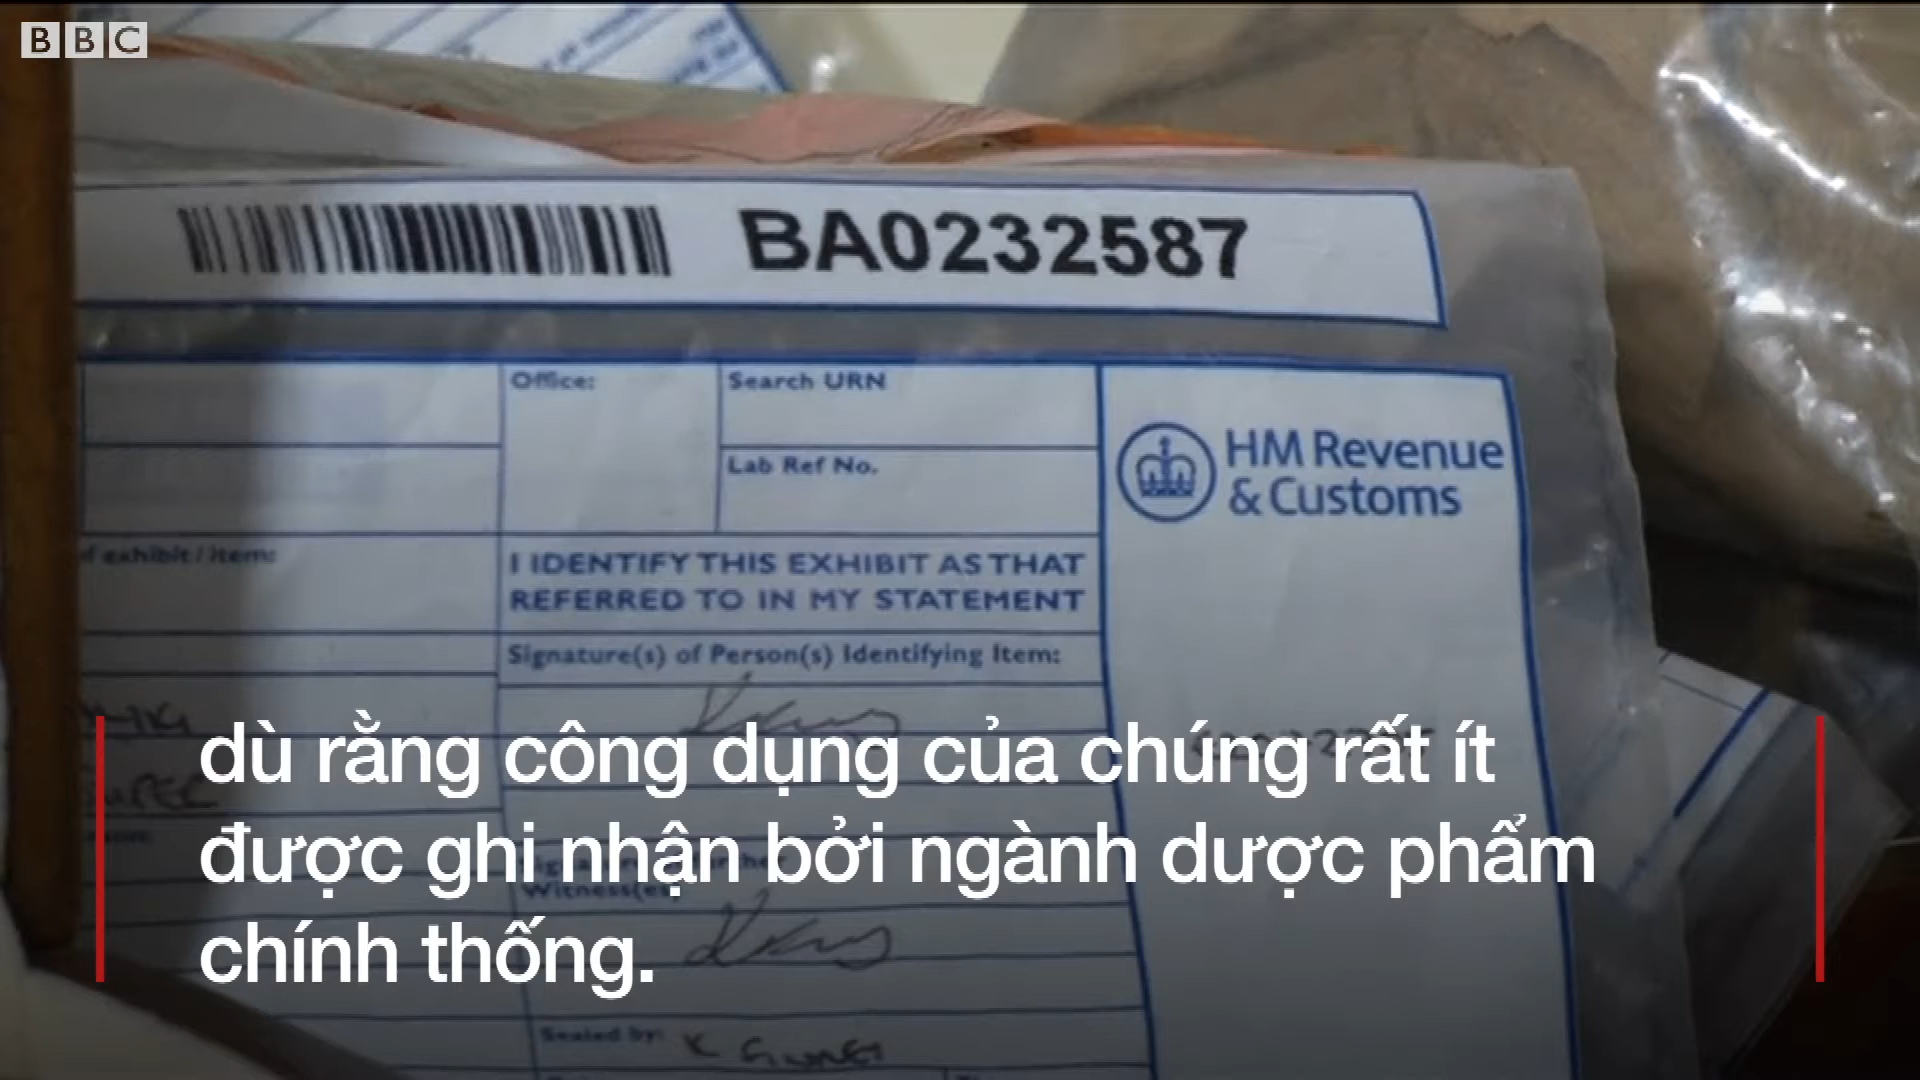 BBC
BA0232587
Office:
Search URN
Lab Ref No.
HM Revenue
& Customs
exhibit / item:
I IDENTIFY THIS EXHIBIT AS THAT
REFERRED TO IN MY STATEMENT
Signature(s) of Person(s) Identifying Item:
dù rằng công dụng của chúng rất ít
được ghi nhận bởi ngành dược phẩm
chính thống.
Witness(es)
Sealed by: K